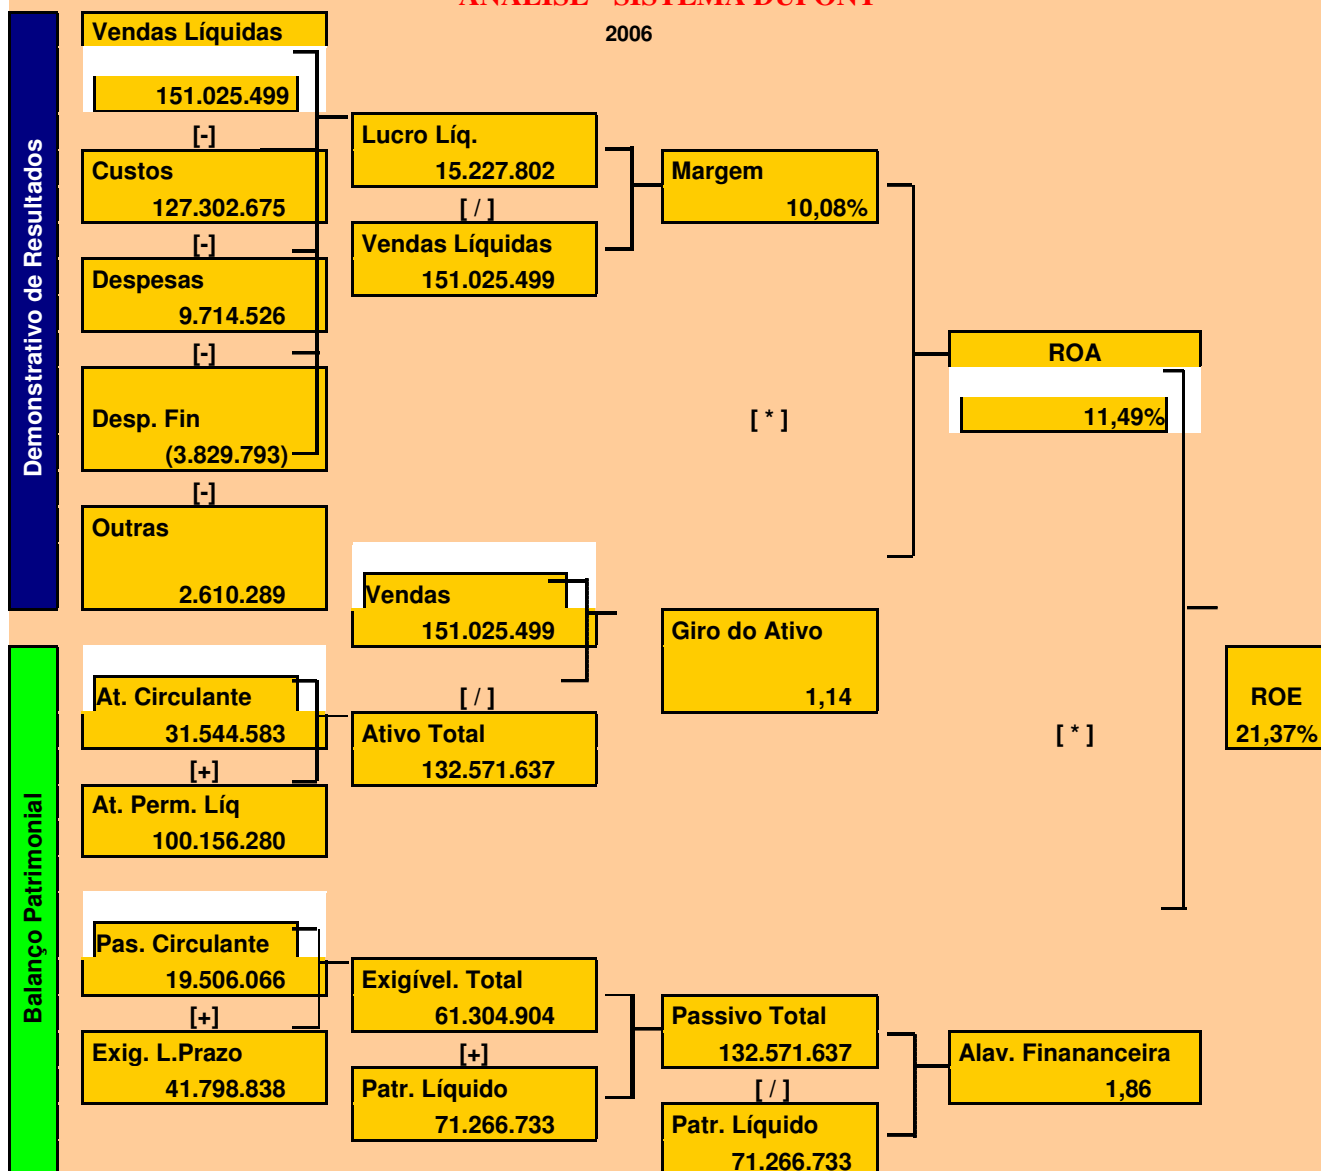 ANÁLISE - SISTEMA DUPONT
2006
Demonstrativo de Resultados
Vendas Líquidas
151.025.499
[-]
Custos
127.302.675
[-]
Despesas
9.714.526
[-]
Desp. Fin
(3.829.793)
[-]
Outras
2.610.289
Lucro Líq.
15.227.802
[ / ]
Vendas Líquidas
151.025.499
Margem
10,08%
[ * ]
ROA
11,49%
Vendas
151.025.499
[ / ]
Ativo Total
132.571.637
Giro do Ativo
1,14
[ * ]
ROE
21,37%
Balanço Patrimonial
At. Circulante
31.544.583
[+]
At. Perm. Líq
100.156.280
Pas. Circulante
19.506.066
[+]
Exig. L.Prazo
41.798.838
Exigível. Total
61.304.904
[+]
Patr. Líquido
71.266.733
Passivo Total
132.571.637
[ / ]
Patr. Líquido
71.266.733
Alav. Finananceira
1,86